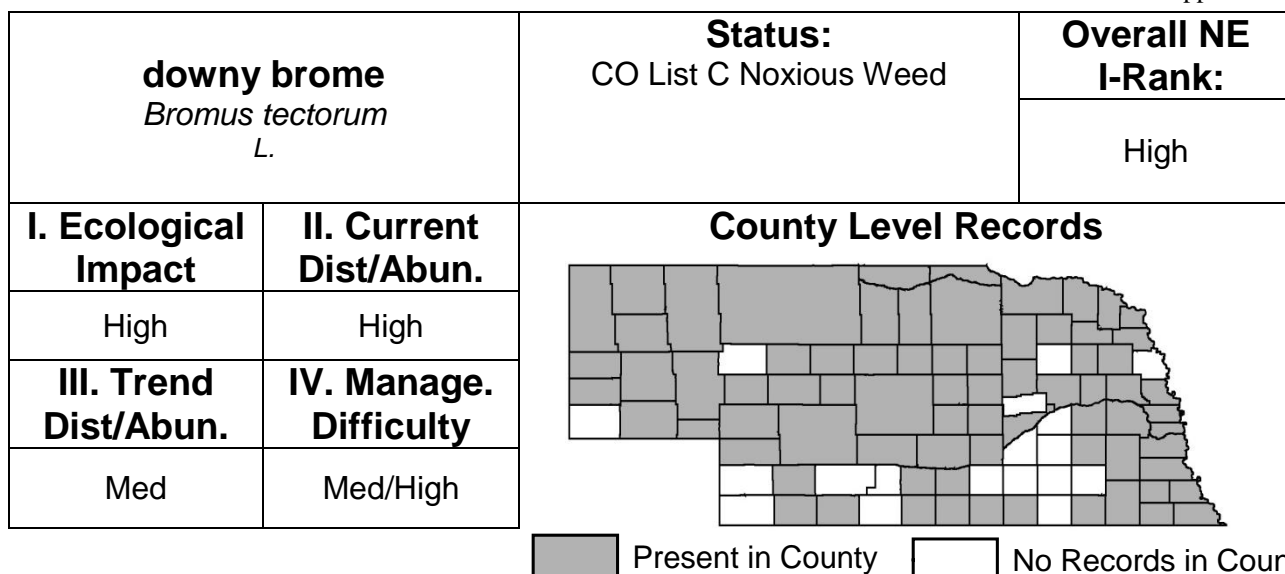 downy brome
Bromus tectorum
L.
Status:
CO List C Noxious Weed
Overall NE
I-Rank:
High
I. Ecological
Impact
II. Current
Dist/Abun.
High
High
III. Trend
Dist/Abun.
IV. Manage.
Difficulty
Med
Med/High
County Level Records
Present in County
No Records in